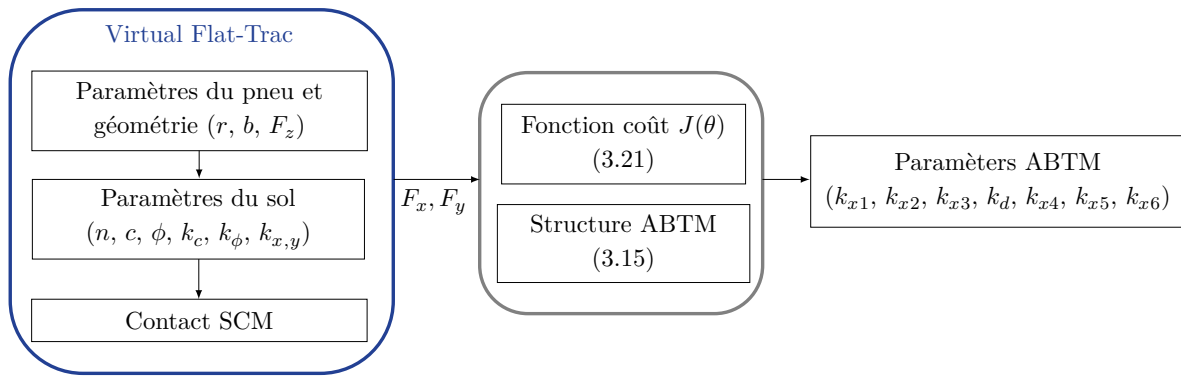 Virtual Flat-Trac
Paramètres du pneu et
géométrie (r, b, F_z)
Paramètres du sol
(n, c, ϕ, k_c, k_ϕ, k_{x,y})
Contact SCM
F_x, F_y
Fonction coût J(θ)
(3.21)
Structure ABTM
(3.15)
Paramèters ABTM
(k_{x1}, k_{x2}, k_{x3}, k_d, k_{x4}, k_{x5}, k_{x6})